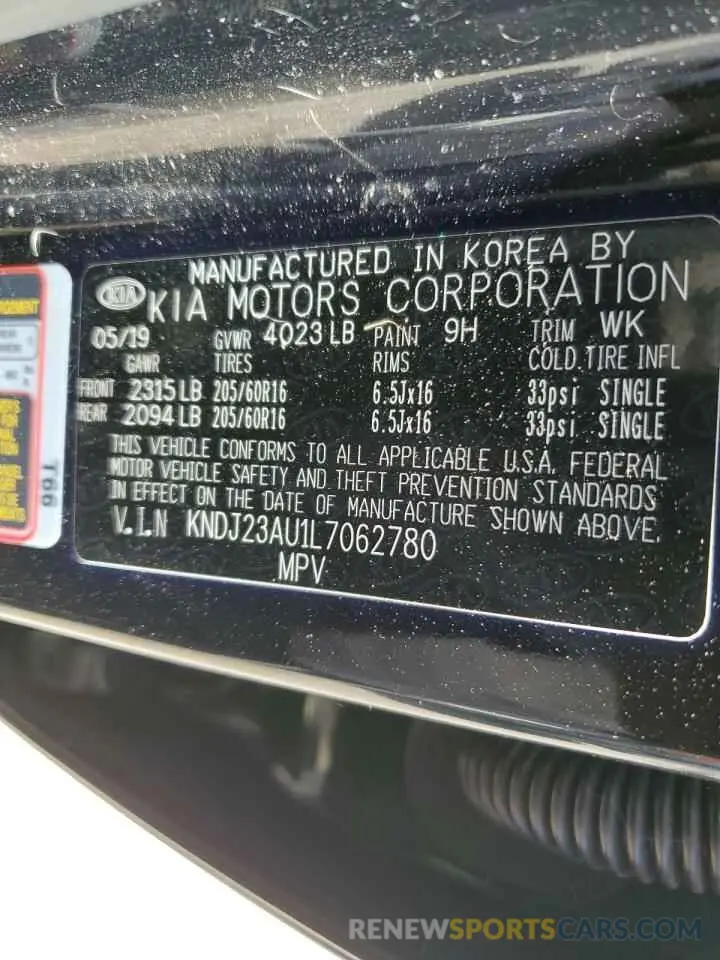 MANUFACTURED IN KOREA BY
KIA KIA MOTORS CORPORATION
05/19 GVWR 4023 LB PAINT 9H TRIM WK
GAWR TIRES RIMS COLD TIRE INFL
FRONT 2315 LB 205/60R16 6.5Jx16 33psi SINGLE
REAR 2094 LB 205/60R16 6.5Jx16 33psi SINGLE
THIS VEHICLE CONFORMS TO ALL APPLICABLE U.S.A. FEDERAL
MOTOR VEHICLE SAFETY AND THEFT PREVENTION STANDARDS
IN EFFECT ON THE DATE OF MANUFACTURE SHOWN ABOVE.
V.I.N KNDJ23AU1L7062780
MPV
T66
RENEWSPORTSCARS.COM